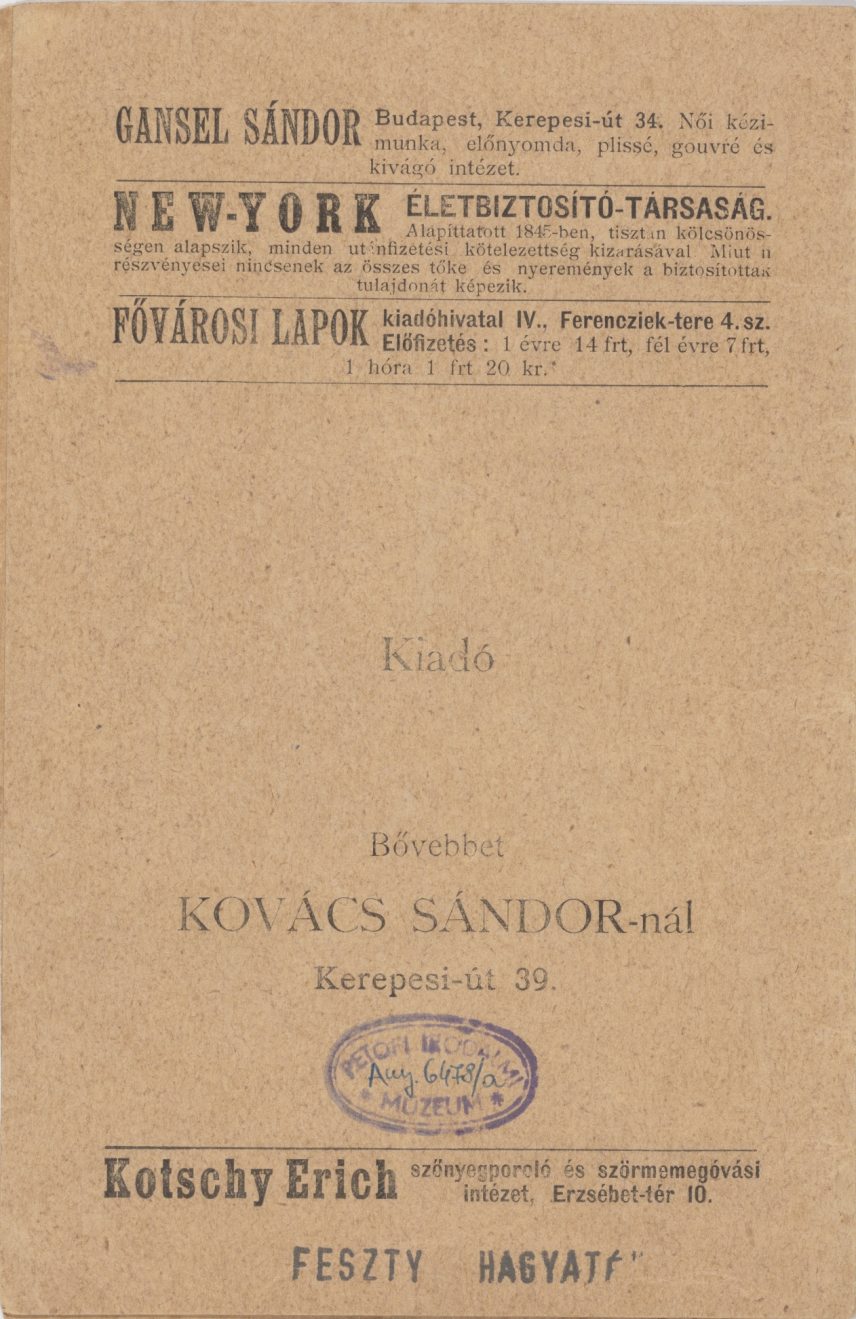 GANSEL SÁNDOR Budapest, Kerepesi-út 34. Női kézi-
munka, előnyomda, plissé, gouvré és
kivágó intézet.
NEW-YORK ÉLETBIZTOSÍTÓ-TÁRSASÁG.
Alapíttatott 1845-ben, tisztán kölcsönös-
ségen alapszik, minden utánfizetési kötelezettség kizárásával Miut n
részvényesei nincsenek az összes tőke és nyeremények a biztosítottak
tulajdonát képezik.
FŐVÁROSI LAPOK kiadóhivatal IV., Ferencziek-tere 4. sz.
Előfizetés : 1 évre 14 frt, fél évre 7 frt,
1 hóra 1 frt 20 kr.
Kiadó
Bővebbet
KOVÁCS SÁNDOR-nál
Kerepesi-út 39.
PETŐFI IRODALMI
Any. 6478/a
* MÚZEUM *
Kotschy Erich szőnyegporoló és szörmemegóvási
intézet, Erzsébet-tér 10.
FESZTY HAGYATÉ